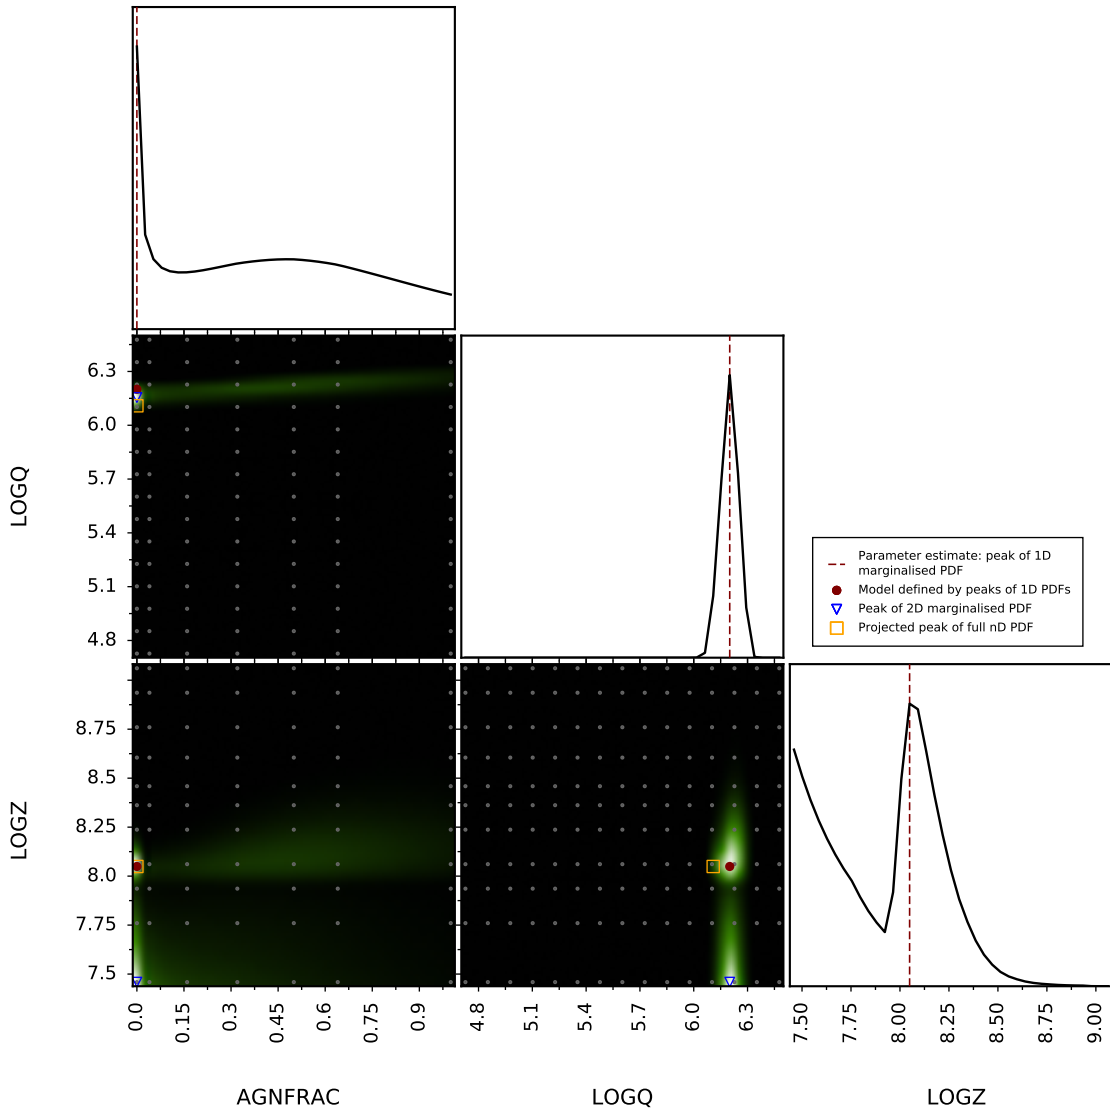 6.3
6.0
5.7
5.4
5.1
4.8
LOGQ
Parameter estimate: peak of 1D
marginalised PDF
Model defined by peaks of 1D PDFs
Peak of 2D marginalised PDF
Projected peak of full nD PDF
8.75
8.5
8.25
8.0
7.75
7.5
LOGZ
0.0 0.15 0.3 0.45 0.6 0.75 0.9
4.8 5.1 5.4 5.7 6.0 6.3
7.50 7.75 8.00 8.25 8.50 8.75 9.00
AGNFRAC LOGQ LOGZ